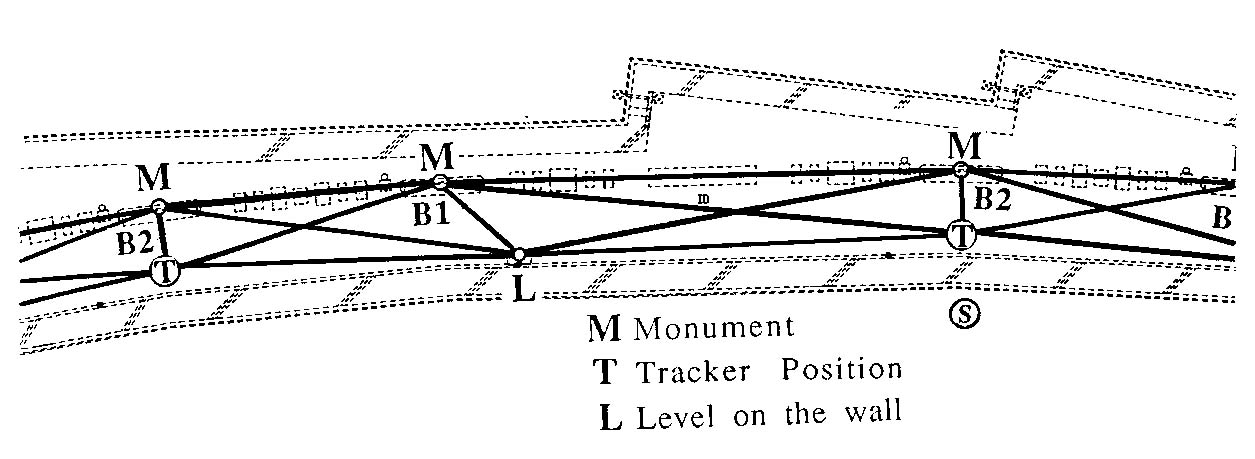 M
M
M
B2
B1
B2
B
T
T
L
S
M Monument
T Tracker Position
L Level on the wall